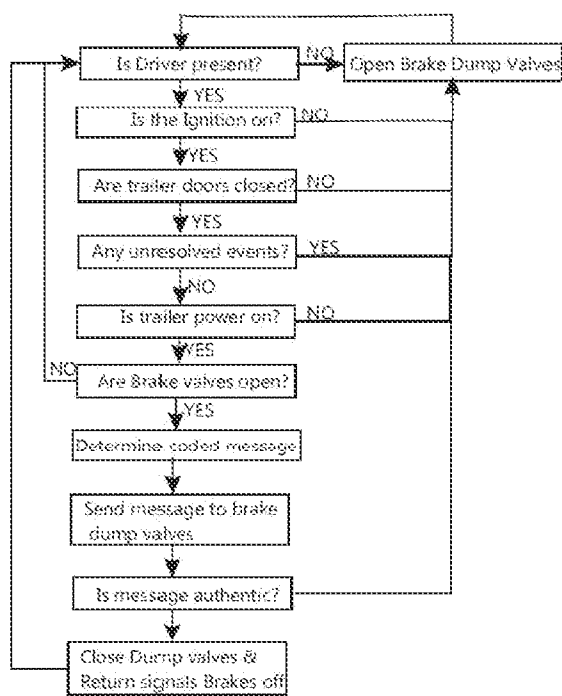 Is Driver present?
NO
Open Brake Dump Valves
YES
Is the Ignition on?
NO
YES
Are trailer doors closed?
NO
YES
Any unresolved events?
YES
NO
Is trailer power on?
NO
YES
NO
Are Brake valves open?
YES
Determine coded message
Send message to brake
dump valves
Is message authentic?
Close Dump valves &
Return signals Brakes off